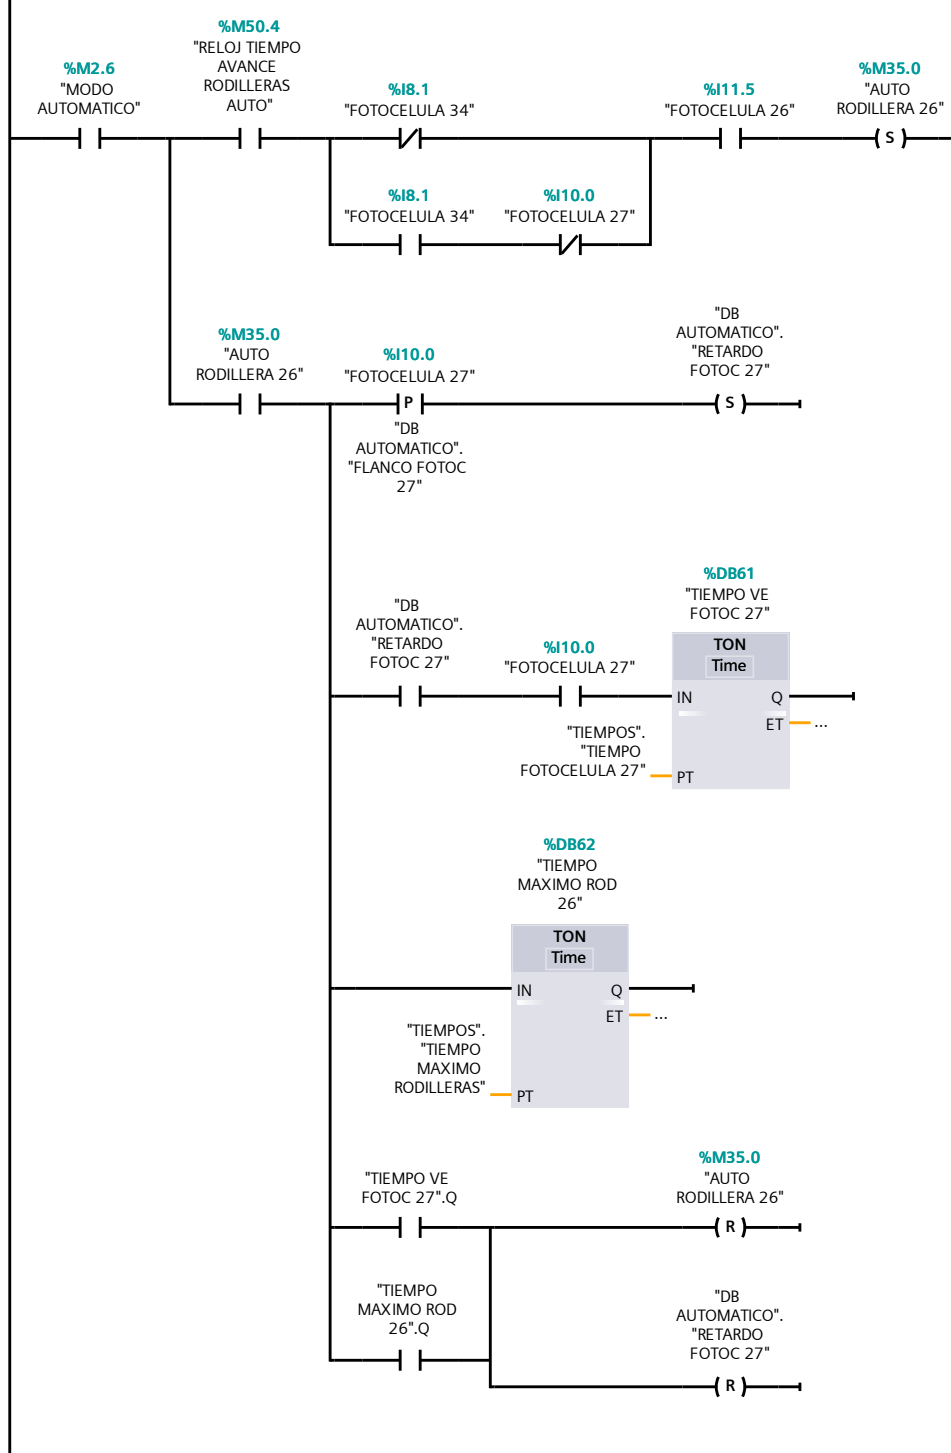 %M2.6
"MODO
AUTOMATICO"
%M50.4
"RELOJ TIEMPO
AVANCE
RODILLERAS
AUTO"
%I8.1
"FOTOCELULA 34"
%I11.5
"FOTOCELULA 26"
%M35.0
"AUTO
RODILLERA 26"
S
%I8.1
"FOTOCELULA 34"
%I10.0
"FOTOCELULA 27"
%M35.0
"AUTO
RODILLERA 26"
%I10.0
"FOTOCELULA 27"
P
"DB
AUTOMATICO".
"FLANCO FOTOC
27"
"DB
AUTOMATICO".
"RETARDO
FOTOC 27"
S
"DB
AUTOMATICO".
"RETARDO
FOTOC 27"
%I10.0
"FOTOCELULA 27"
%DB61
"TIEMPO VE
FOTOC 27"
TON
Time
IN Q
ET ...
"TIEMPOS".
"TIEMPO
FOTOCELULA 27"
PT
%DB62
"TIEMPO
MAXIMO ROD
26"
TON
Time
IN Q
ET ...
"TIEMPOS".
"TIEMPO
MAXIMO
RODILLERAS"
PT
"TIEMPO VE
FOTOC 27".Q
%M35.0
"AUTO
RODILLERA 26"
R
"TIEMPO
MAXIMO ROD
26".Q
"DB
AUTOMATICO".
"RETARDO
FOTOC 27"
R